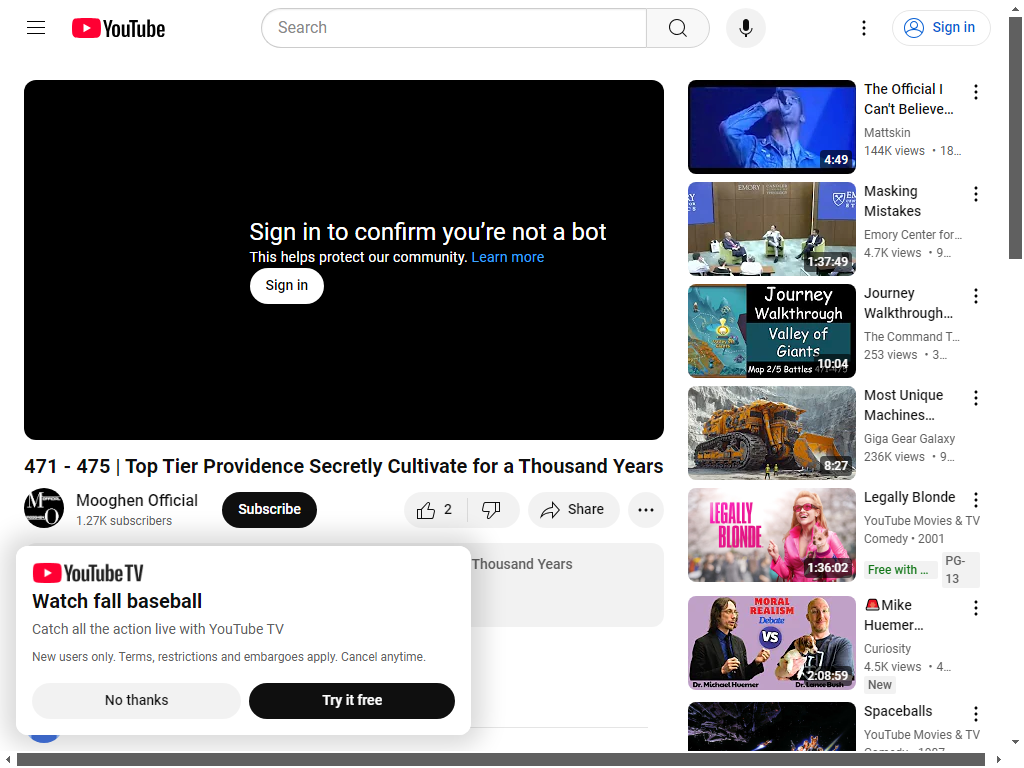 YouTube
Search
Sign in
Sign in to confirm you're not a bot
This helps protect our community. Learn more
Sign in
471 - 475 | Top Tier Providence Secretly Cultivate for a Thousand Years
Mooghen Official
1.27K subscribers
Subscribe
2
Share
Thousand Years
YouTube TV
Watch fall baseball
Catch all the action live with YouTube TV
New users only. Terms, restrictions and embargoes apply. Cancel anytime.
No thanks
Try it free
4:49
The Official I
Can't Believe…
Mattskin
144K views • 18…
EMORY
1:37:49
Masking
Mistakes
Emory Center for…
4.7K views • 9…
Journey
Walkthrough
Valley of
Giants
Map 2/5 Battles 471-475
10:04
Journey
Walkthrough…
The Command T…
253 views • 3…
8:27
Most Unique
Machines…
Giga Gear Galaxy
236K views • 9…
LEGALLY
BLONDE
1:36:02
Legally Blonde
YouTube Movies & TV
Comedy • 2001
Free with …
PG-
13
MORAL
REALISM
Debate
VS
Dr. Michael Huemer
Dr. Lance Bush
2:08:59
🚨Mike
Huemer…
Curiosity
4.5K views • 4…
New
Spaceballs
YouTube Movies & TV